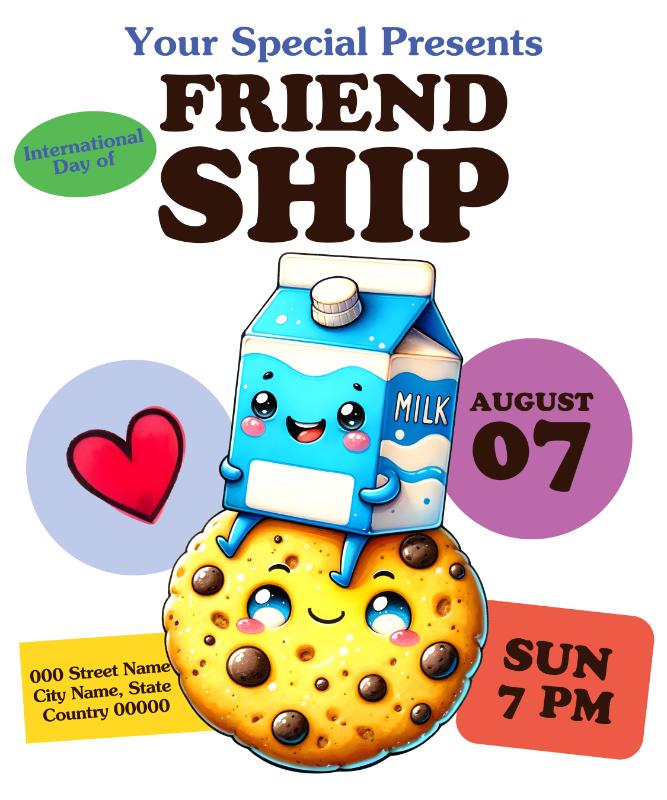 Your Special Presents
International
Day of
FRIEND
SHIP
MILK
AUGUST
07
000 Street Name
City Name, State
Country 00000
SUN
7 PM